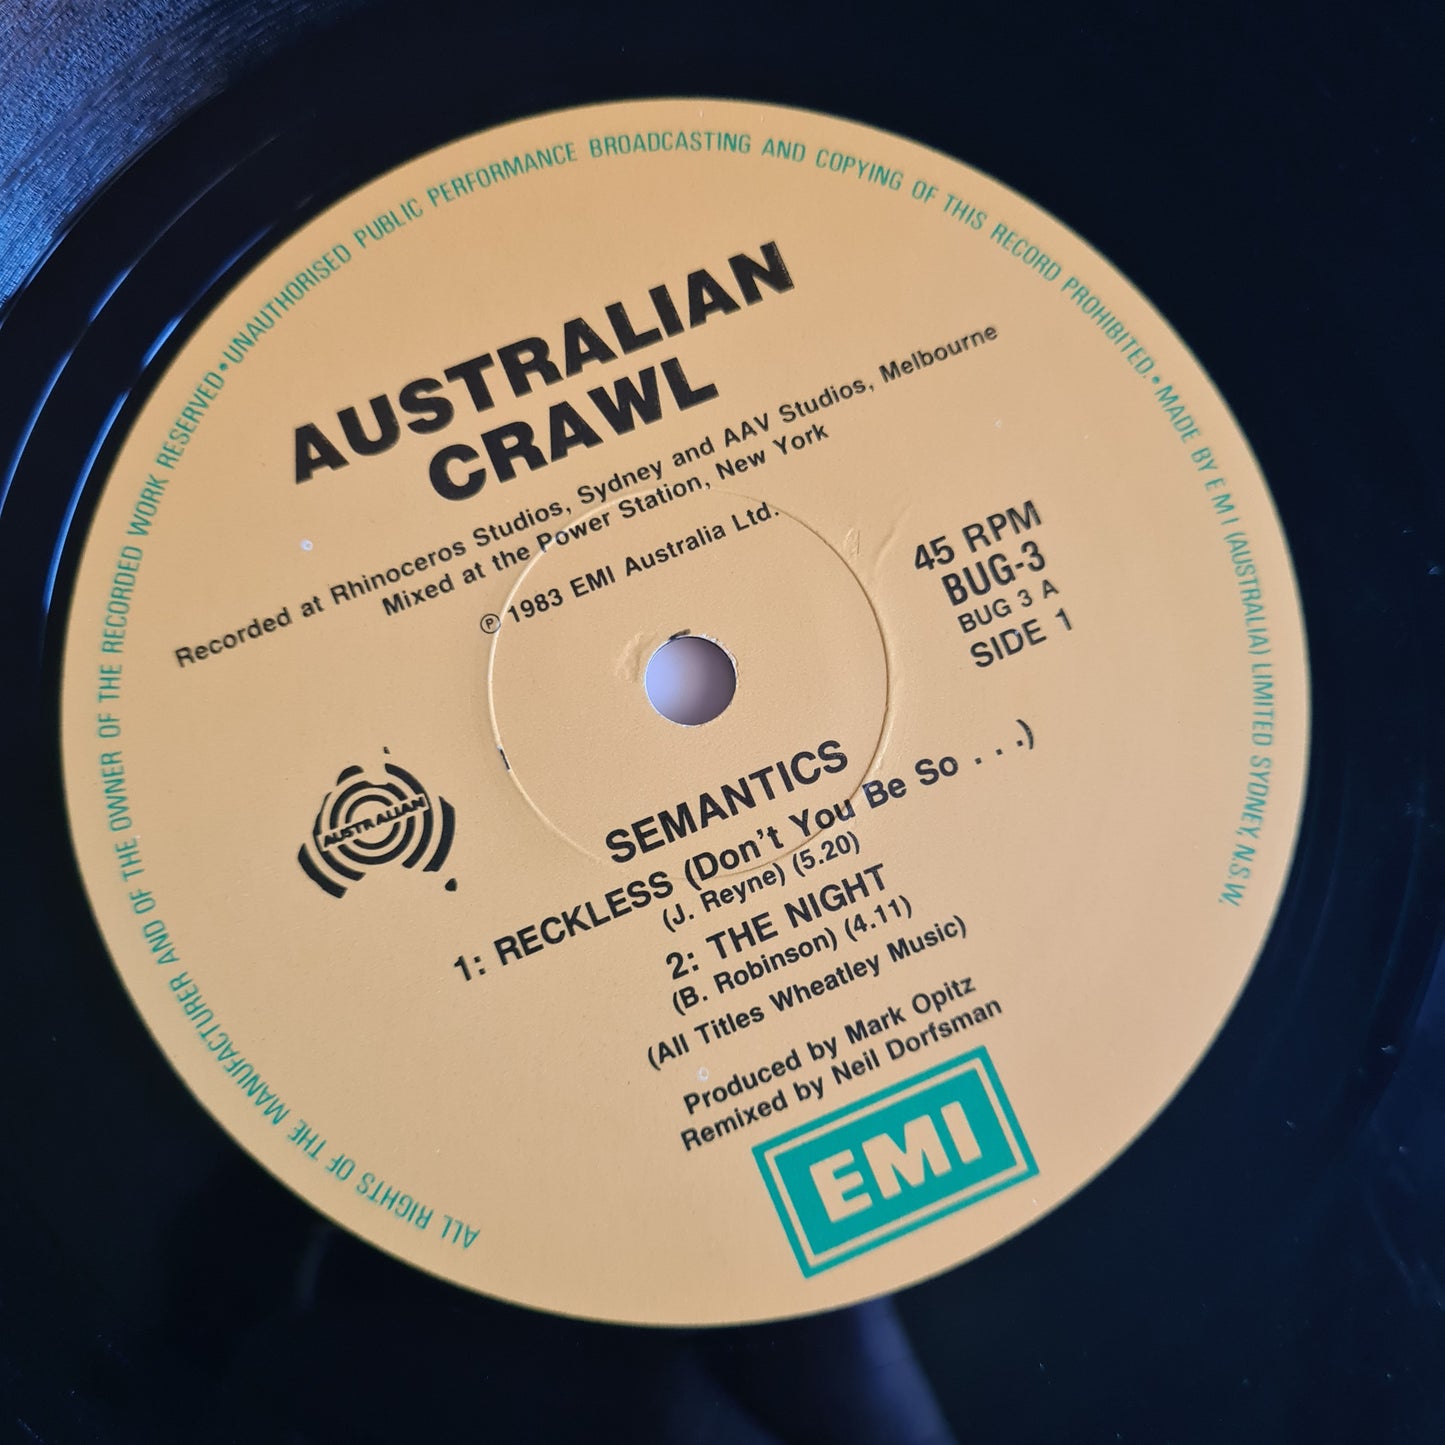 ALL RIGHTS OF THE MANUFACTURER AND OF THE OWNER OF THE RECORDED WORK RESERVED • UNAUTHORISED PUBLIC PERFORMANCE BROADCASTING AND COPYING OF THIS RECORD PROHIBITED. • MADE BY E M I (AUSTRALIA) LIMITED SYDNEY, N.S.W.
AUSTRALIAN
CRAWL
Recorded at Rhinoceros Studios, Sydney and AAV Studios, Melbourne
Mixed at the Power Station, New York
℗ 1983 EMI Australia Ltd.
45 RPM
BUG-3
BUG 3 A
SIDE 1
AUSTRALIAN
SEMANTICS
1: RECKLESS (Don't You Be So . . .)
(J. Reyne) (5.20)
2: THE NIGHT
(B. Robinson) (4.11)
(All Titles Wheatley Music)
Produced by Mark Opitz
Remixed by Neil Dorfsman
EMI